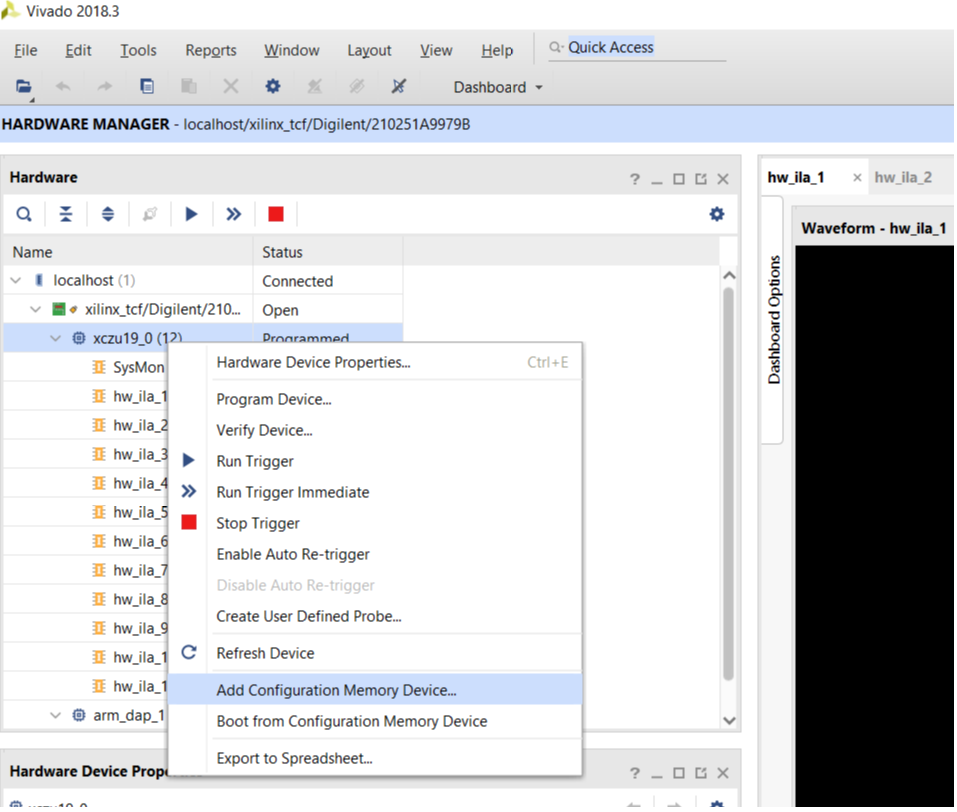 Vivado 2018.3
File Edit Tools Reports Window Layout View Help Quick Access
Dashboard
HARDWARE MANAGER - localhost/xilinx_tcf/Digilent/210251A9979B
Hardware
hw_ila_1 hw_ila_2
Waveform - hw_ila_1
Dashboard Options
Name Status
localhost (1) Connected
xilinx_tcf/Digilent/210... Open
xczu19_0 (12) Programmed
SysMon
hw_ila_1
hw_ila_2
hw_ila_3
hw_ila_4
hw_ila_5
hw_ila_6
hw_ila_7
hw_ila_8
hw_ila_9
hw_ila_1
hw_ila_1
arm_dap_1
Hardware Device Properties... Ctrl+E
Program Device...
Verify Device...
Run Trigger
Run Trigger Immediate
Stop Trigger
Enable Auto Re-trigger
Disable Auto Re-trigger
Create User Defined Probe...
Refresh Device
Add Configuration Memory Device...
Boot from Configuration Memory Device
Export to Spreadsheet...
Hardware Device Prope
xczu19_0